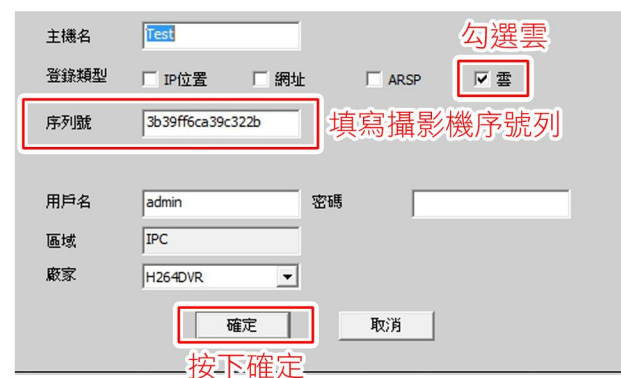 主機名 Test 勾選雲
登錄類型 IP位置 網址 ARSP 雲
序列號 3b39ff6ca39c322b 填寫攝影機序號列
用戶名 admin 密碼
區域 IPC
廠家 H264DVR
確定 取消
按下確定